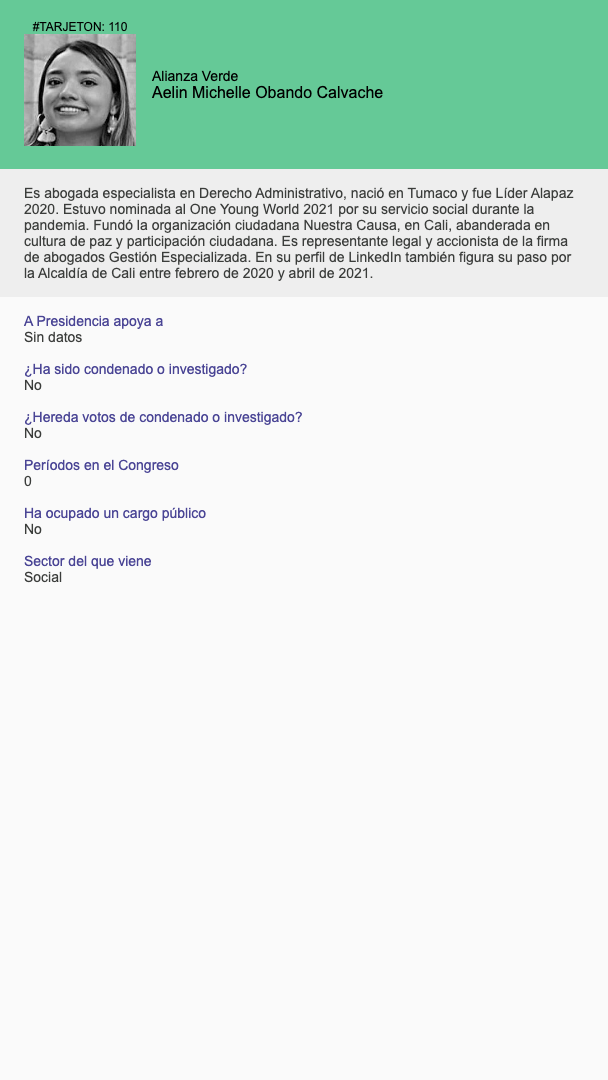 #TARJETON: 110
Alianza Verde
Aelin Michelle Obando Calvache
Es abogada especialista en Derecho Administrativo, nació en Tumaco y fue Líder Alapaz
2020. Estuvo nominada al One Young World 2021 por su servicio social durante la
pandemia. Fundó la organización ciudadana Nuestra Causa, en Cali, abanderada en
cultura de paz y participación ciudadana. Es representante legal y accionista de la firma
de abogados Gestión Especializada. En su perfil de LinkedIn también figura su paso por
la Alcaldía de Cali entre febrero de 2020 y abril de 2021.
A Presidencia apoya a
Sin datos
¿Ha sido condenado o investigado?
No
¿Hereda votos de condenado o investigado?
No
Períodos en el Congreso
0
Ha ocupado un cargo público
No
Sector del que viene
Social